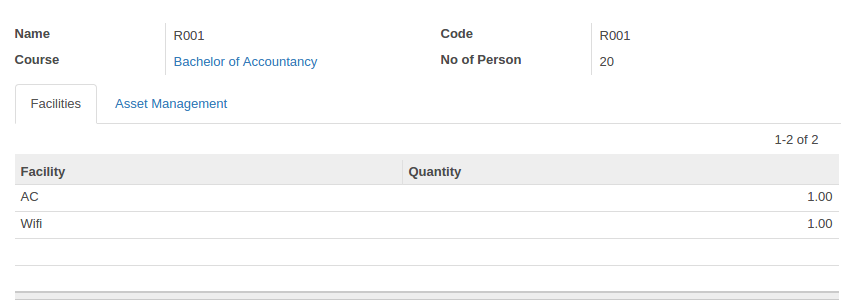 Name R001 Code R001
Course Bachelor of Accountancy No of Person 20
Facilities Asset Management
1-2 of 2
Facility Quantity
AC 1.00
Wifi 1.00